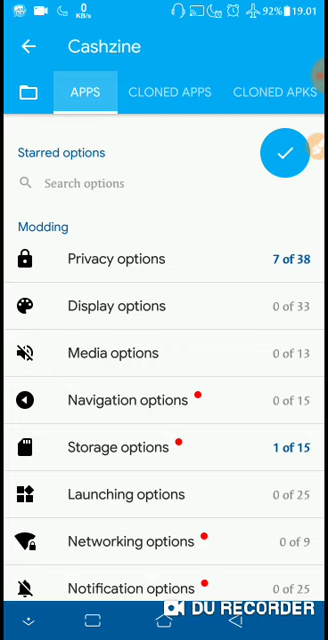 0
KB/s
92%
19.01
Cashzine
APPS
CLONED APPS
CLONED APKS
Starred options
Search options
Modding
Privacy options
7 of 38
Display options
0 of 33
Media options
0 of 13
Navigation options
0 of 15
Storage options
1 of 15
Launching options
0 of 25
Networking options
0 of 9
Notification options
0 of 25
DU RECORDER